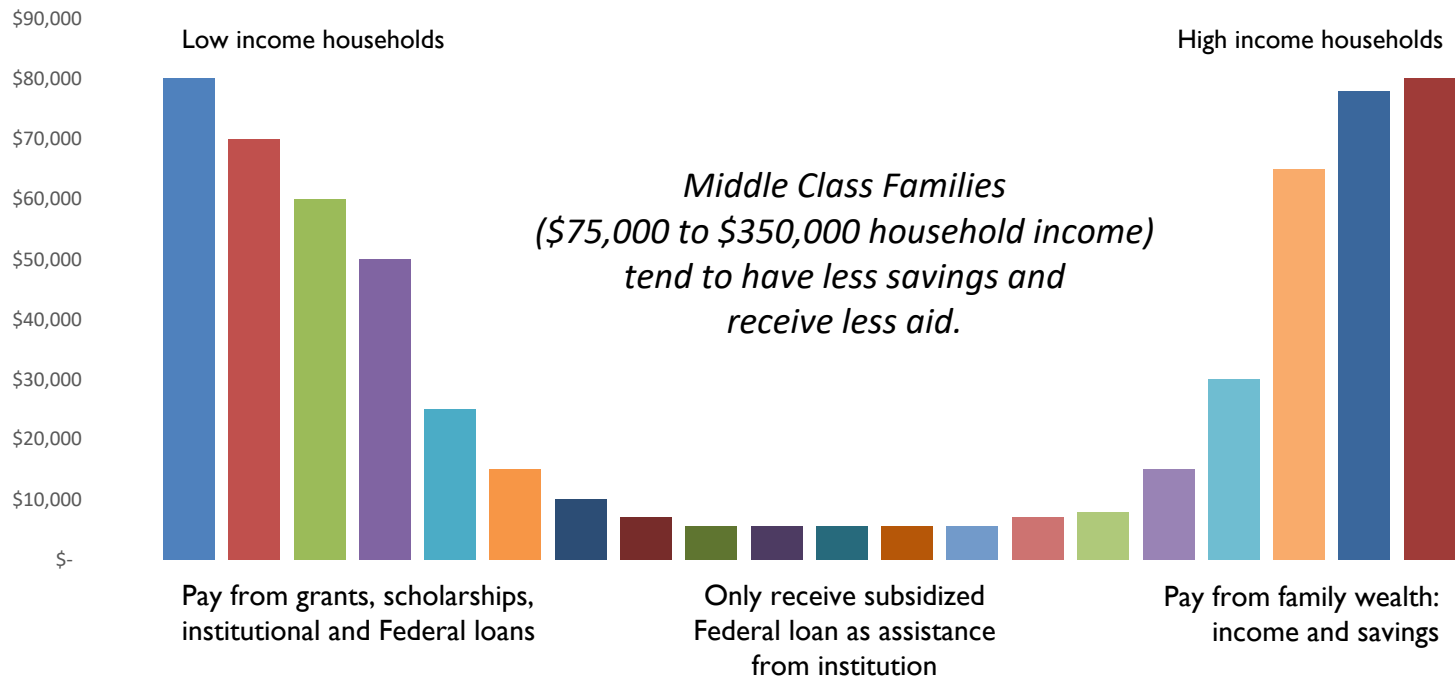 $90,000
Low income households
High income households
$80,000
$70,000
Middle Class Families
$60,000
($75,000 to $350,000 household income)
$50,000
tend to have less savings and
$40,000
receive less aid.
$30,000
$20,000
$10,000
$-
Pay from grants, scholarships,
institutional and Federal loans
Only receive subsidized
Federal loan as assistance
from institution
Pay from family wealth:
income and savings